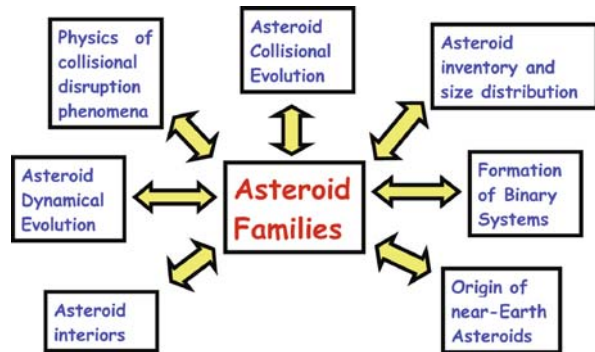 Physics of
collisional
disruption
phenomena
Asteroid
Collisional
Evolution
Asteroid
inventory and
size distribution
Asteroid
Dynamical
Evolution
Asteroid
Families
Formation
of Binary
Systems
Asteroid
interiors
Origin of
near-Earth
Asteroids